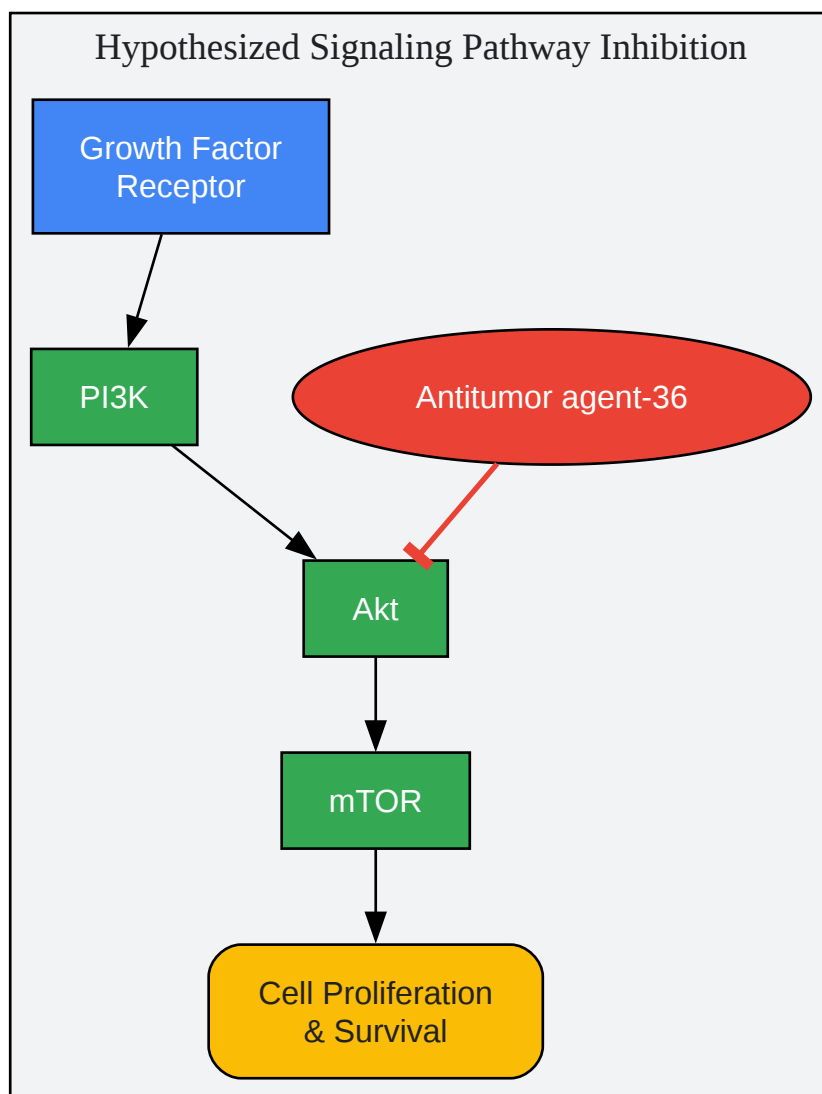 Hypothesized Signaling Pathway Inhibition
Growth Factor
Receptor
PI3K
Antitumor agent-36
Akt
mTOR
Cell Proliferation
& Survival